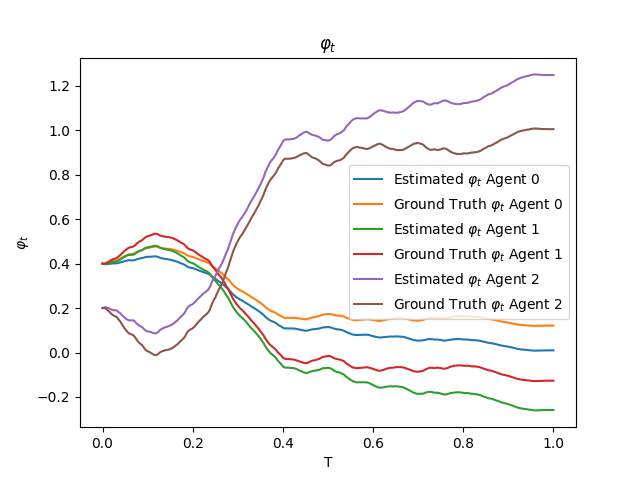 φt
1.2
1.0
0.8
0.6
0.4
0.2
0.0
−0.2
φt
0.0
0.2
0.4
0.6
0.8
1.0
T
Estimated φt Agent 0
Ground Truth φt Agent 0
Estimated φt Agent 1
Ground Truth φt Agent 1
Estimated φt Agent 2
Ground Truth φt Agent 2